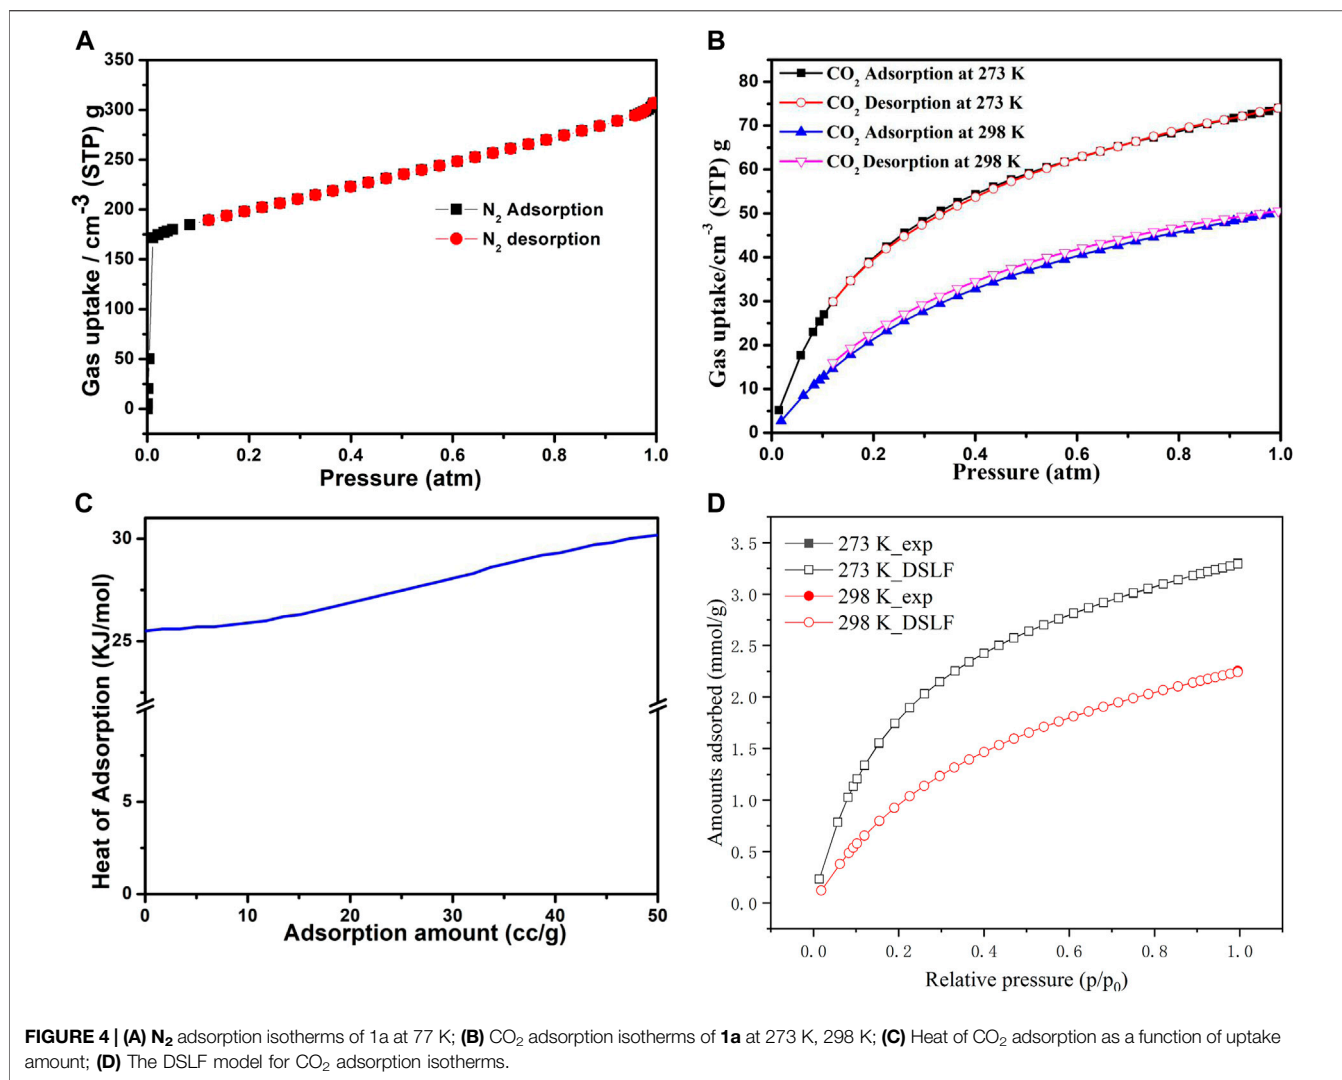 A
350
300
250
200
150
100
50
0
Gas uptake / cm⁻³ (STP) g
N₂ Adsorption
N₂ desorption
0.0 0.2 0.4 0.6 0.8 1.0
Pressure (atm)
B
80
70
60
50
40
30
20
10
0
Gas uptake/cm⁻³ (STP) g
CO₂ Adsorption at 273 K
CO₂ Desorption at 273 K
CO₂ Adsorption at 298 K
CO₂ Desorption at 298 K
0.0 0.2 0.4 0.6 0.8 1.0
Pressure (atm)
C
30
25
5
0
Heat of Adsorption (KJ/mol)
0 10 20 30 40 50
Adsorption amount (cc/g)
D
3.5
3.0
2.5
2.0
1.5
1.0
0.5
0.0
Amounts adsorbed (mmol/g)
273 K_exp
273 K_DSLF
298 K_exp
298 K_DSLF
0.0 0.2 0.4 0.6 0.8 1.0
Relative pressure (p/p₀)
FIGURE 4 | (A) N₂ adsorption isotherms of 1a at 77 K; (B) CO₂ adsorption isotherms of 1a at 273 K, 298 K; (C) Heat of CO₂ adsorption as a function of uptake
amount; (D) The DSLF model for CO₂ adsorption isotherms.